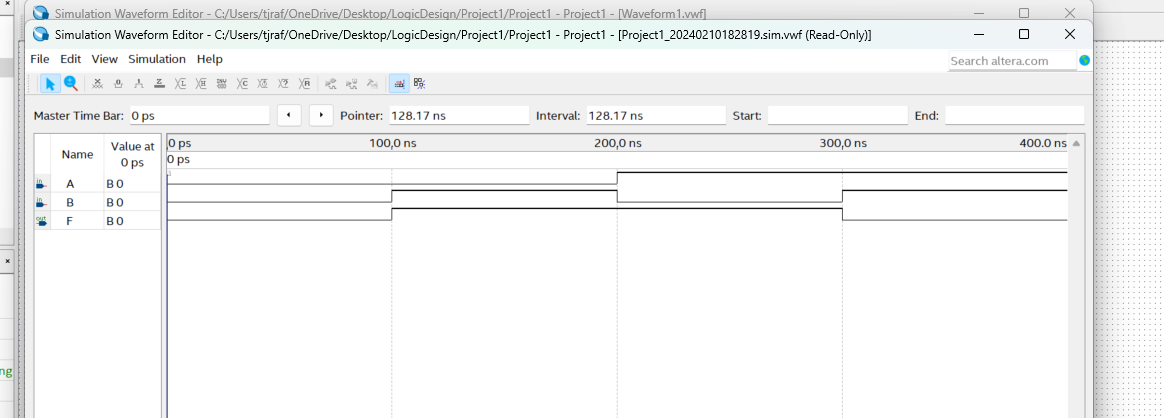 Simulation Waveform Editor - C:/Users/tjraf/OneDrive/Desktop/LogicDesign/Project1/Project1 - Project1 - [Waveform1.vwf]
Simulation Waveform Editor - C:/Users/tjraf/OneDrive/Desktop/LogicDesign/Project1/Project1 - Project1 - [Project1_20240210182819.sim.vwf (Read-Only)]
File Edit View Simulation Help
Search altera.com
Master Time Bar: 0 ps Pointer: 128.17 ns Interval: 128.17 ns Start: End:
Name Value at 0 ps
0 ps 100,0 ns 200,0 ns 300,0 ns 400.0 ns
0 ps
in A B 0
in B B 0
out F B 0
ng